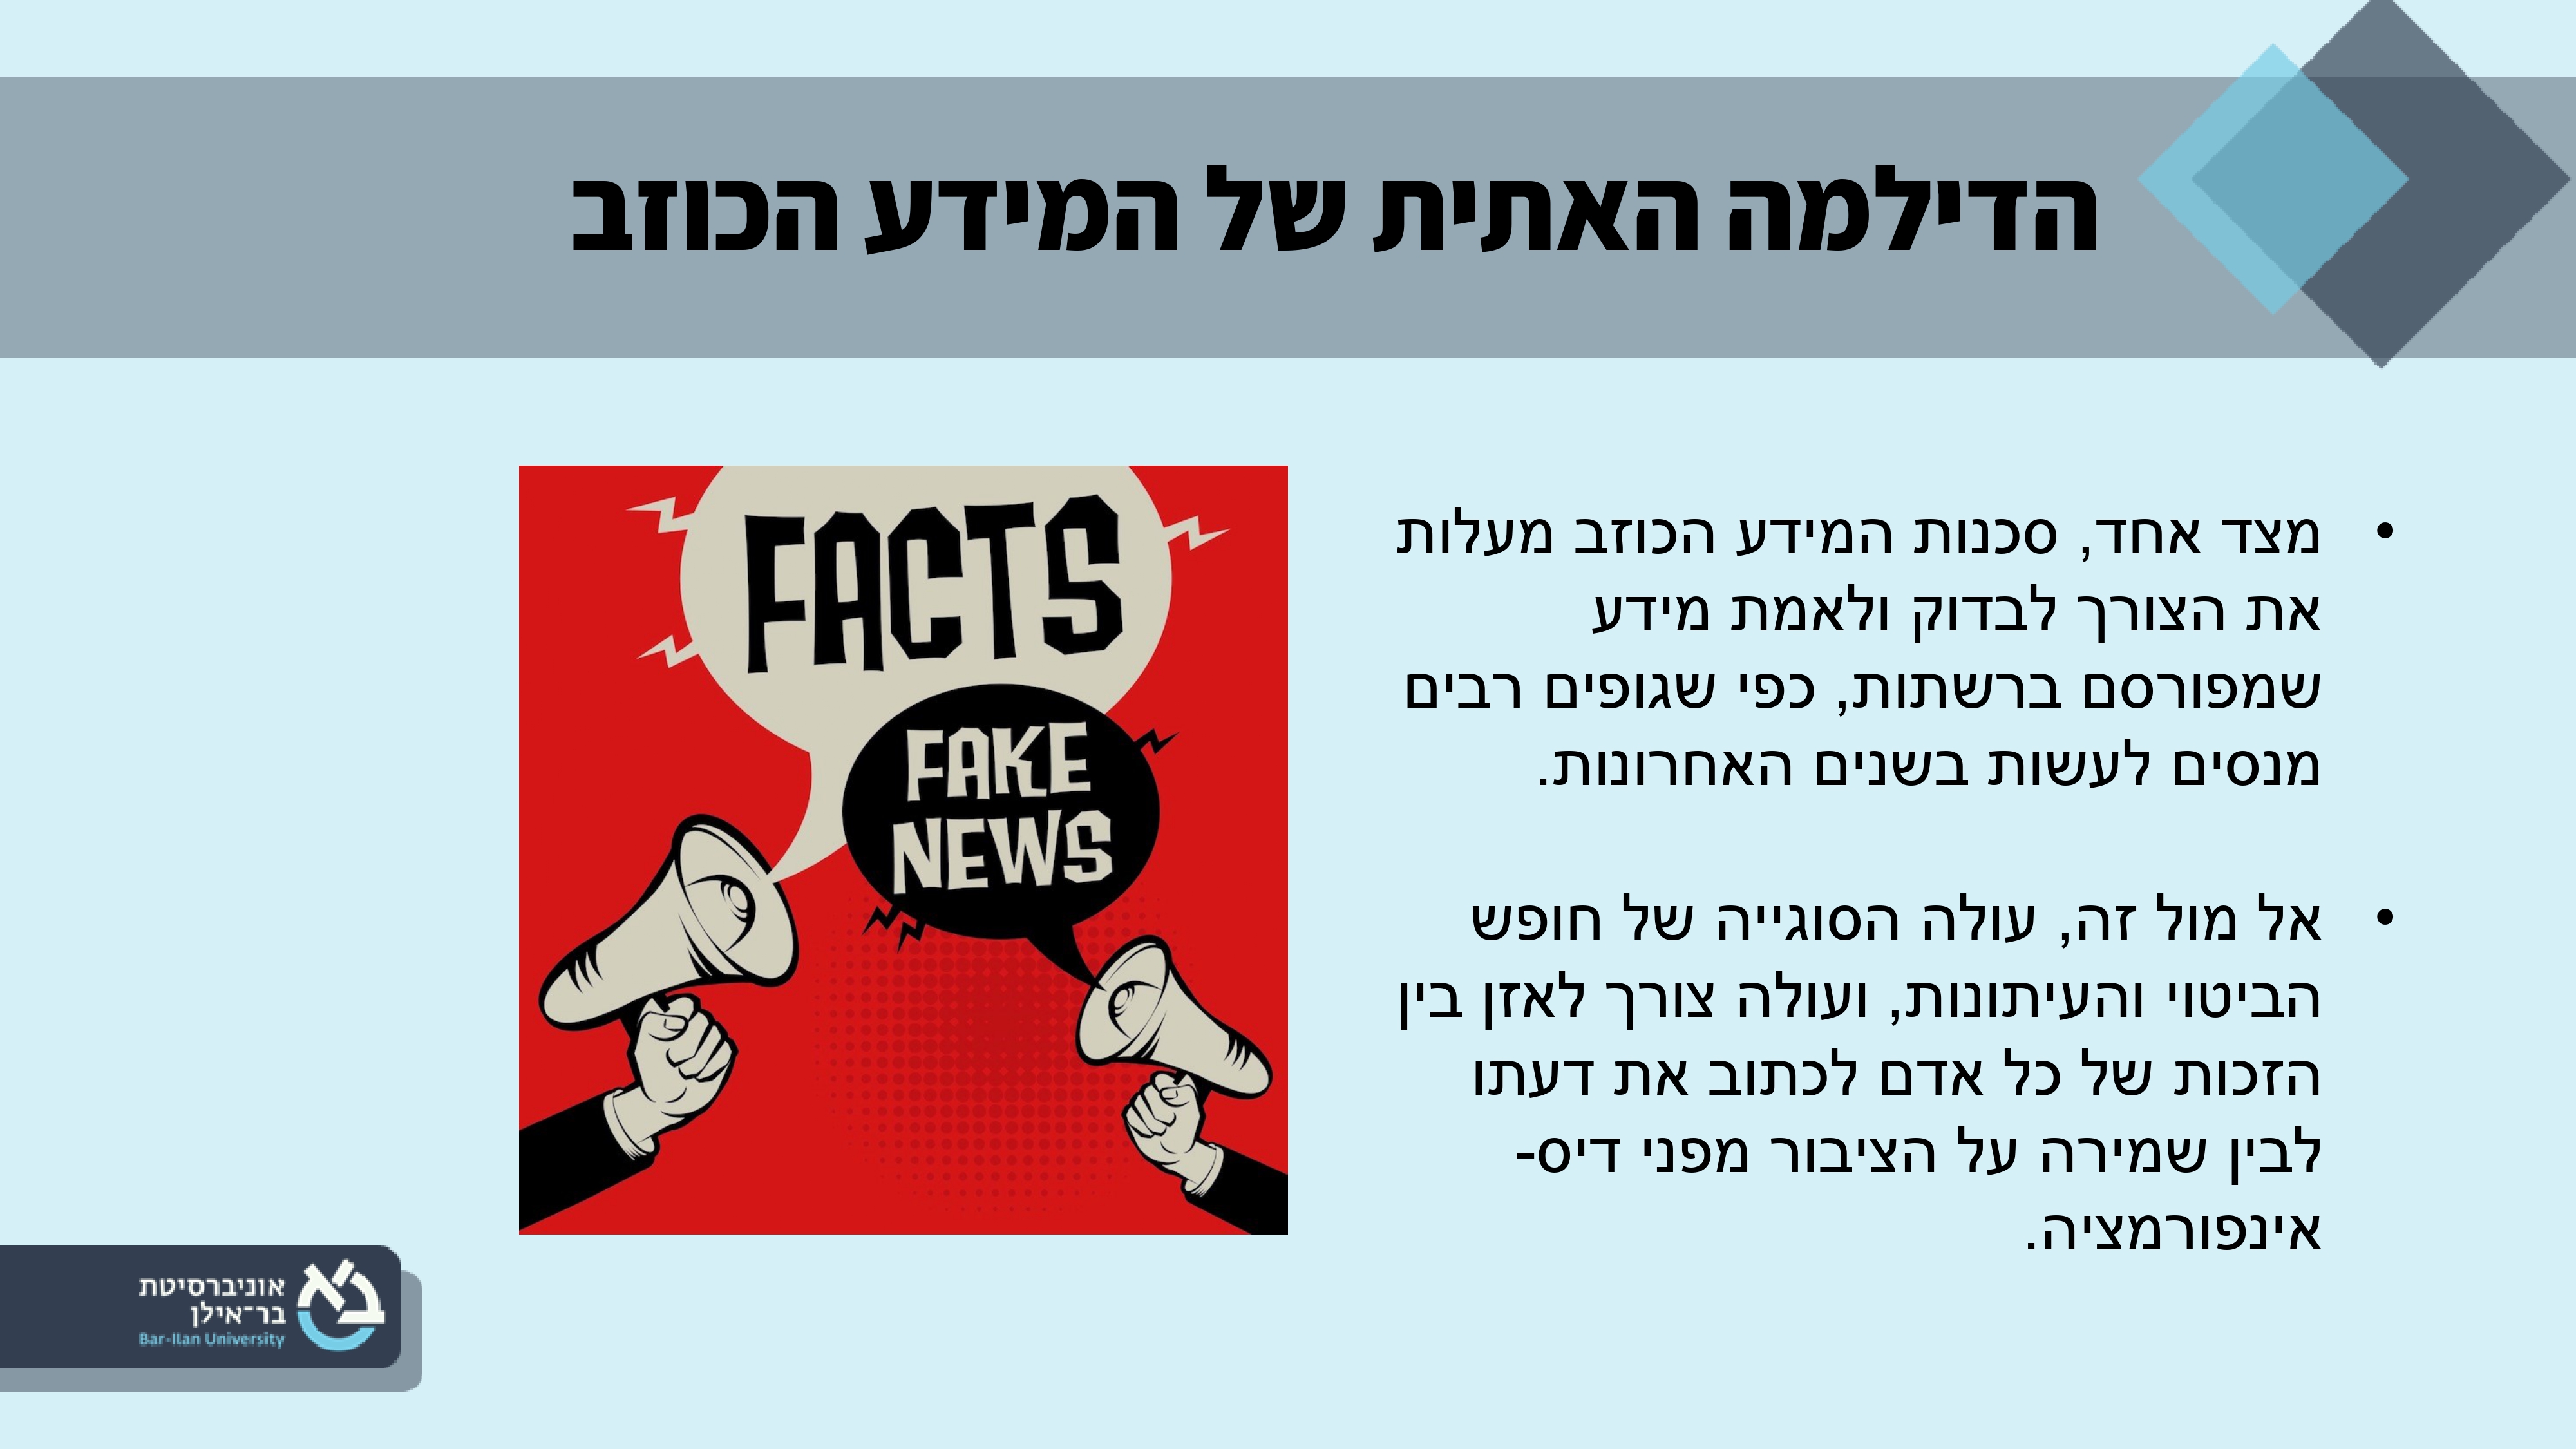 הדילמה האתית של המידע הכוזב
• מצד אחד, סכנות המידע הכוזב מעלות
את הצורך לבדוק ולאמת מידע
שמפורסם ברשתות, כפי שגופים רבים
מנסים לעשות בשנים האחרונות.
• אל מול זה, עולה הסוגייה של חופש
הביטוי והעיתונות, ועולה צורך לאזן בין
הזכות של כל אדם לכתוב את דעתו
לבין שמירה על הציבור מפני דיס-
אינפורמציה.
FACTS
FAKE
NEWS
אוניברסיטת
בר־אילן
Bar-Ilan University